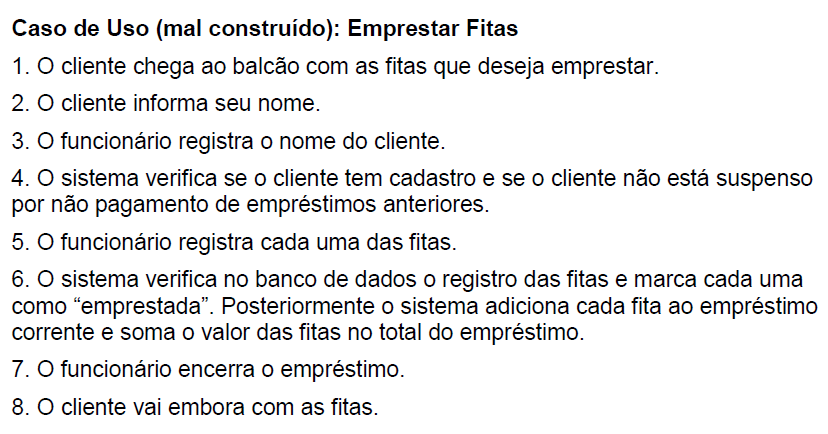 Caso de Uso (mal construído): Emprestar Fitas
1. O cliente chega ao balcão com as fitas que deseja emprestar.
2. O cliente informa seu nome.
3. O funcionário registra o nome do cliente.
4. O sistema verifica se o cliente tem cadastro e se o cliente não está suspenso
por não pagamento de empréstimos anteriores.
5. O funcionário registra cada uma das fitas.
6. O sistema verifica no banco de dados o registro das fitas e marca cada uma
como “emprestada”. Posteriormente o sistema adiciona cada fita ao empréstimo
corrente e soma o valor das fitas no total do empréstimo.
7. O funcionário encerra o empréstimo.
8. O cliente vai embora com as fitas.